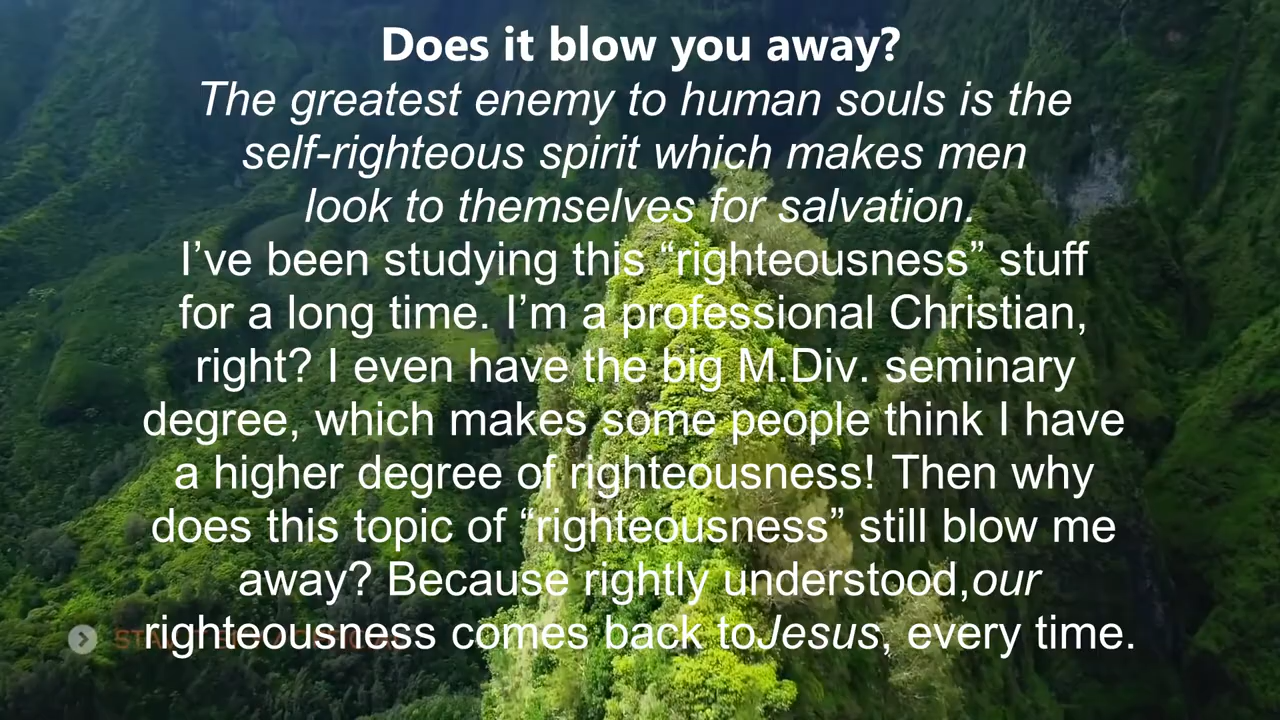 Does it blow you away?
The greatest enemy to human souls is the
self-righteous spirit which makes men
look to themselves for salvation.
I’ve been studying this “righteousness” stuff
for a long time. I’m a professional Christian,
right? I even have the big M.Div. seminary
degree, which makes some people think I have
a higher degree of righteousness! Then why
does this topic of “righteousness” still blow me
away? Because rightly understood,our
righteousness comes back toJesus, every time.